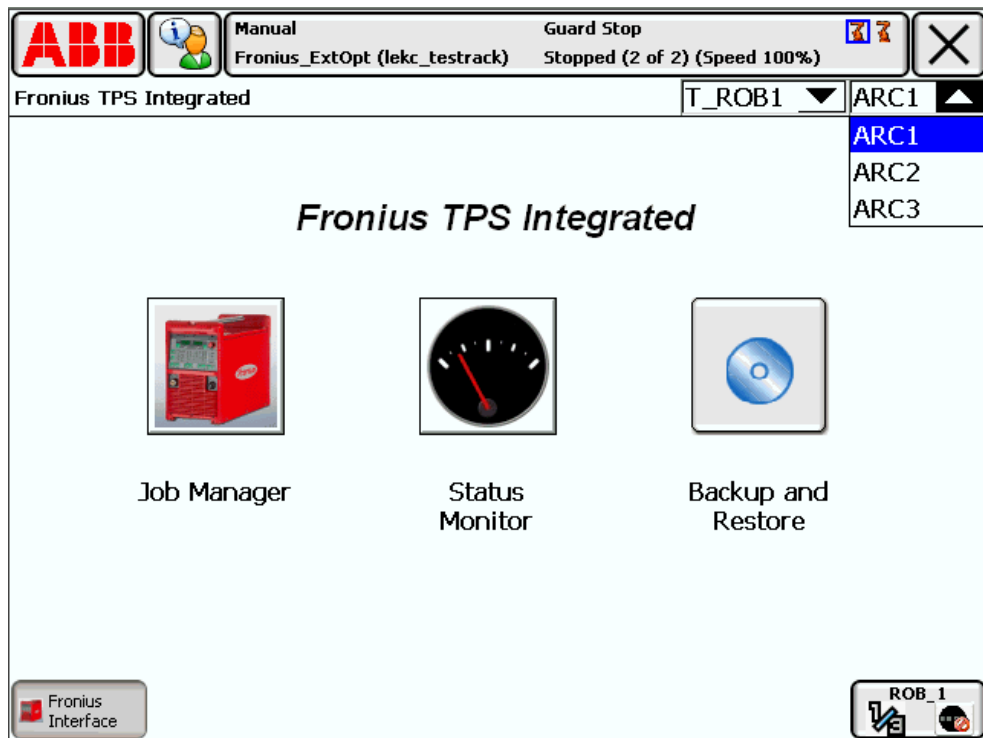 ABB
Manual
Guard Stop
Fronius_ExtOpt (lekc_testrack)
Stopped (2 of 2) (Speed 100%)
Fronius TPS Integrated
T_ROB1
ARC1
ARC1
ARC2
ARC3
Fronius TPS Integrated
Fronius
Job Manager
Status
Monitor
Backup and
Restore
Fronius
Interface
ROB_1